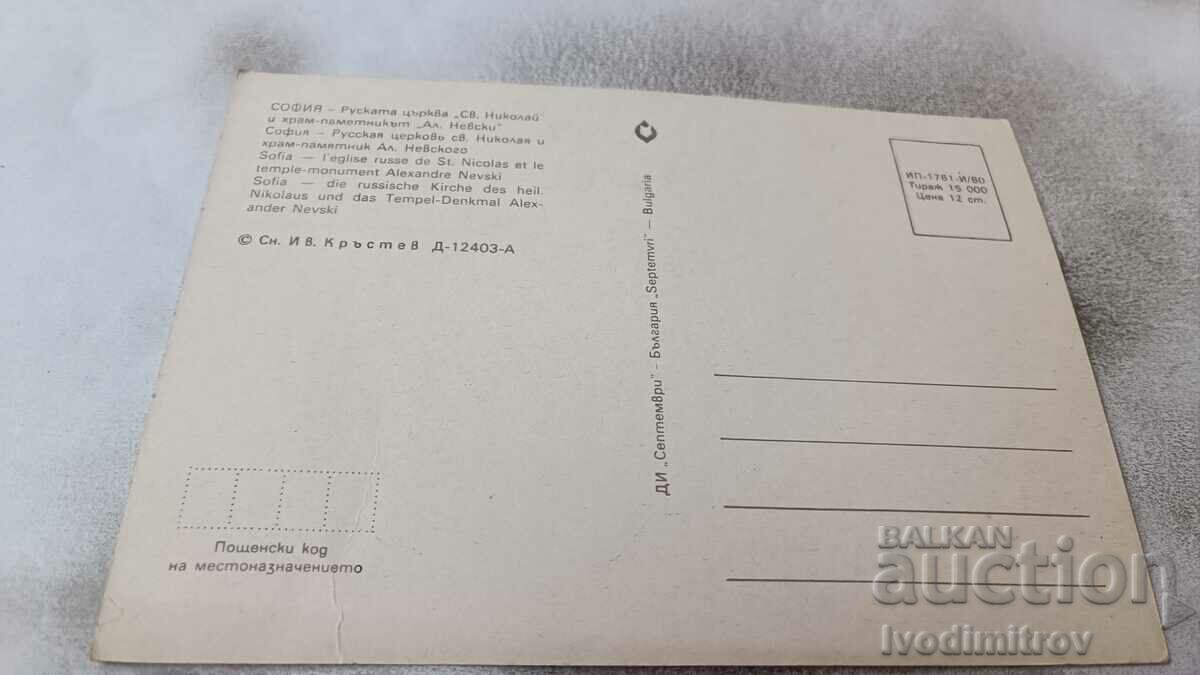 СОФИЯ – Руската църква „Св. Николай"
и храм-паметникът „Ал. Невски"
София – Русская церковь св. Николая и
храм-памятник Ал. Невского
Sofia — l'église russe de St. Nicolas et le
temple-monument Alexandre Nevski
Sofia — die russische Kirche des heil.
Nikolaus und das Tempel-Denkmal Alex-
ander Nevski
© Сн. Ив. Кръстев Д-12403-А
Пощенски код
на местоназначението
ДИ „Септември" – България „Septemvri" — Bulgaria
ИП-1761-И/80
Тираж 15 000
Цена 12 ст.
BALKAN
auction
Ivodimitrov